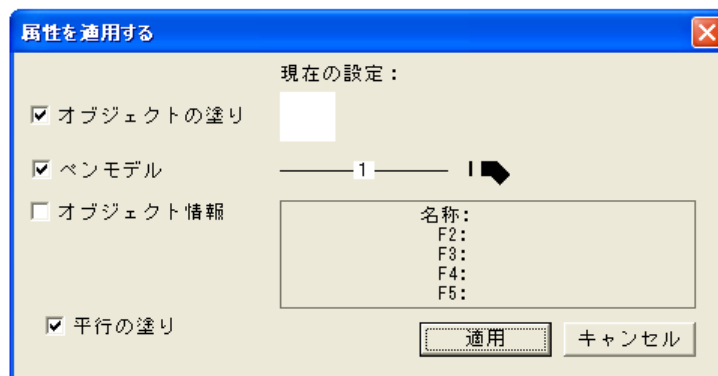 属性を適用する
現在の設定：
オブジェクトの塗り
ペンモデル
1
オブジェクト情報
名称:
F2:
F3:
F4:
F5:
平行の塗り
適用
キャンセル